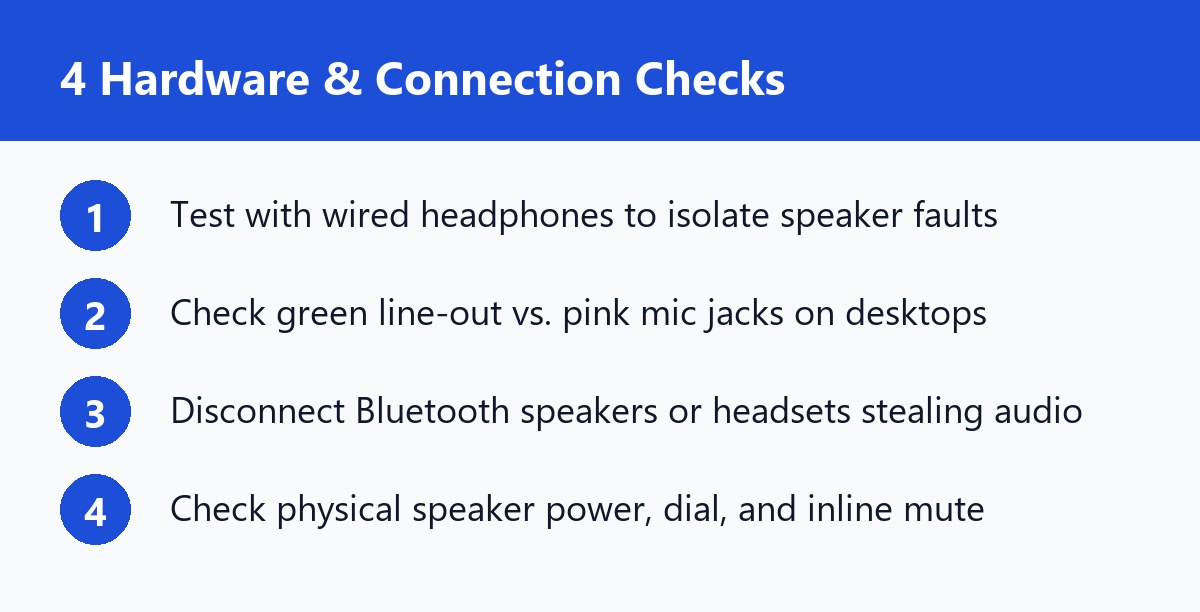 4 Hardware & Connection Checks
1 Test with wired headphones to isolate speaker faults
2 Check green line-out vs. pink mic jacks on desktops
3 Disconnect Bluetooth speakers or headsets stealing audio
4 Check physical speaker power, dial, and inline mute